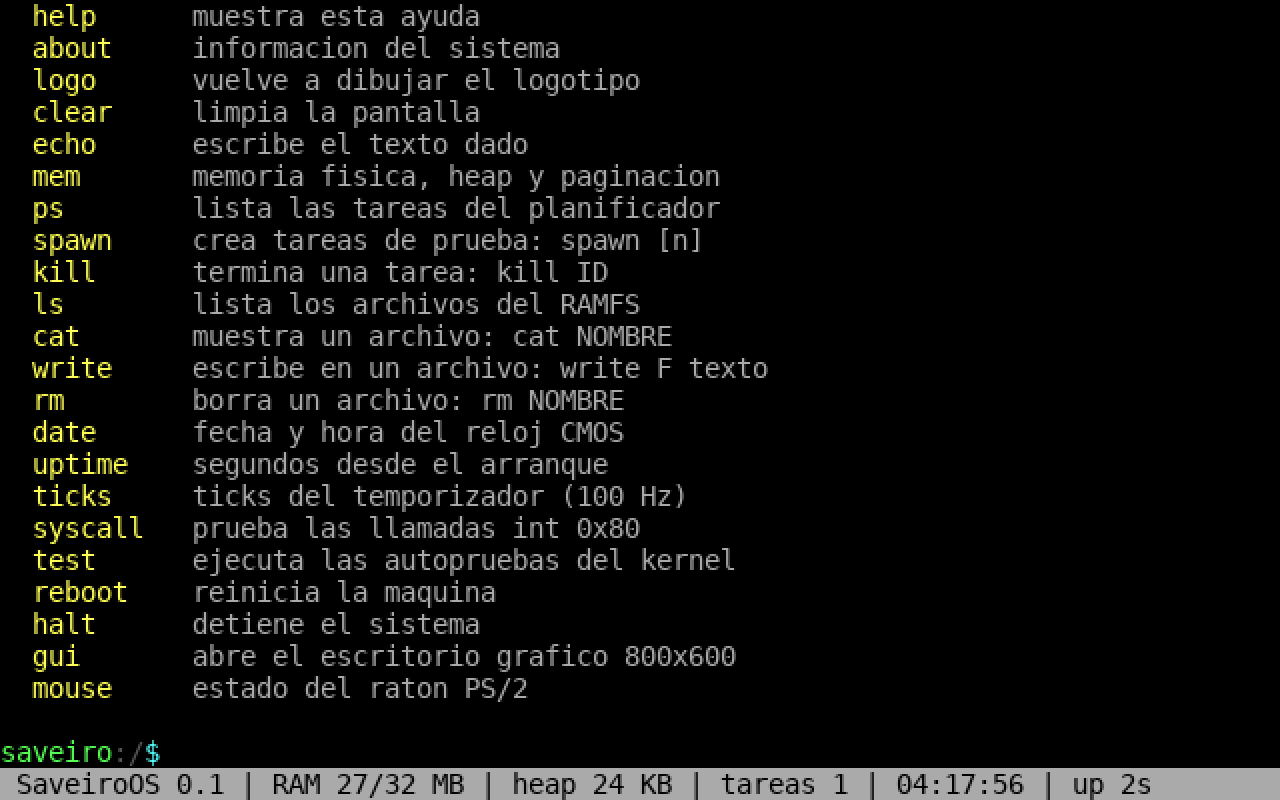 help muestra esta ayuda
about informacion del sistema
logo vuelve a dibujar el logotipo
clear limpia la pantalla
echo escribe el texto dado
mem memoria fisica, heap y paginacion
ps lista las tareas del planificador
spawn crea tareas de prueba: spawn [n]
kill termina una tarea: kill ID
ls lista los archivos del RAMFS
cat muestra un archivo: cat NOMBRE
write escribe en un archivo: write F texto
rm borra un archivo: rm NOMBRE
date fecha y hora del reloj CMOS
uptime segundos desde el arranque
ticks ticks del temporizador (100 Hz)
syscall prueba las llamadas int 0x80
test ejecuta las autopruebas del kernel
reboot reinicia la maquina
halt detiene el sistema
gui abre el escritorio grafico 800x600
mouse estado del raton PS/2
saveiro:/$
SaveiroOS 0.1 | RAM 27/32 MB | heap 24 KB | tareas 1 | 04:17:56 | up 2s